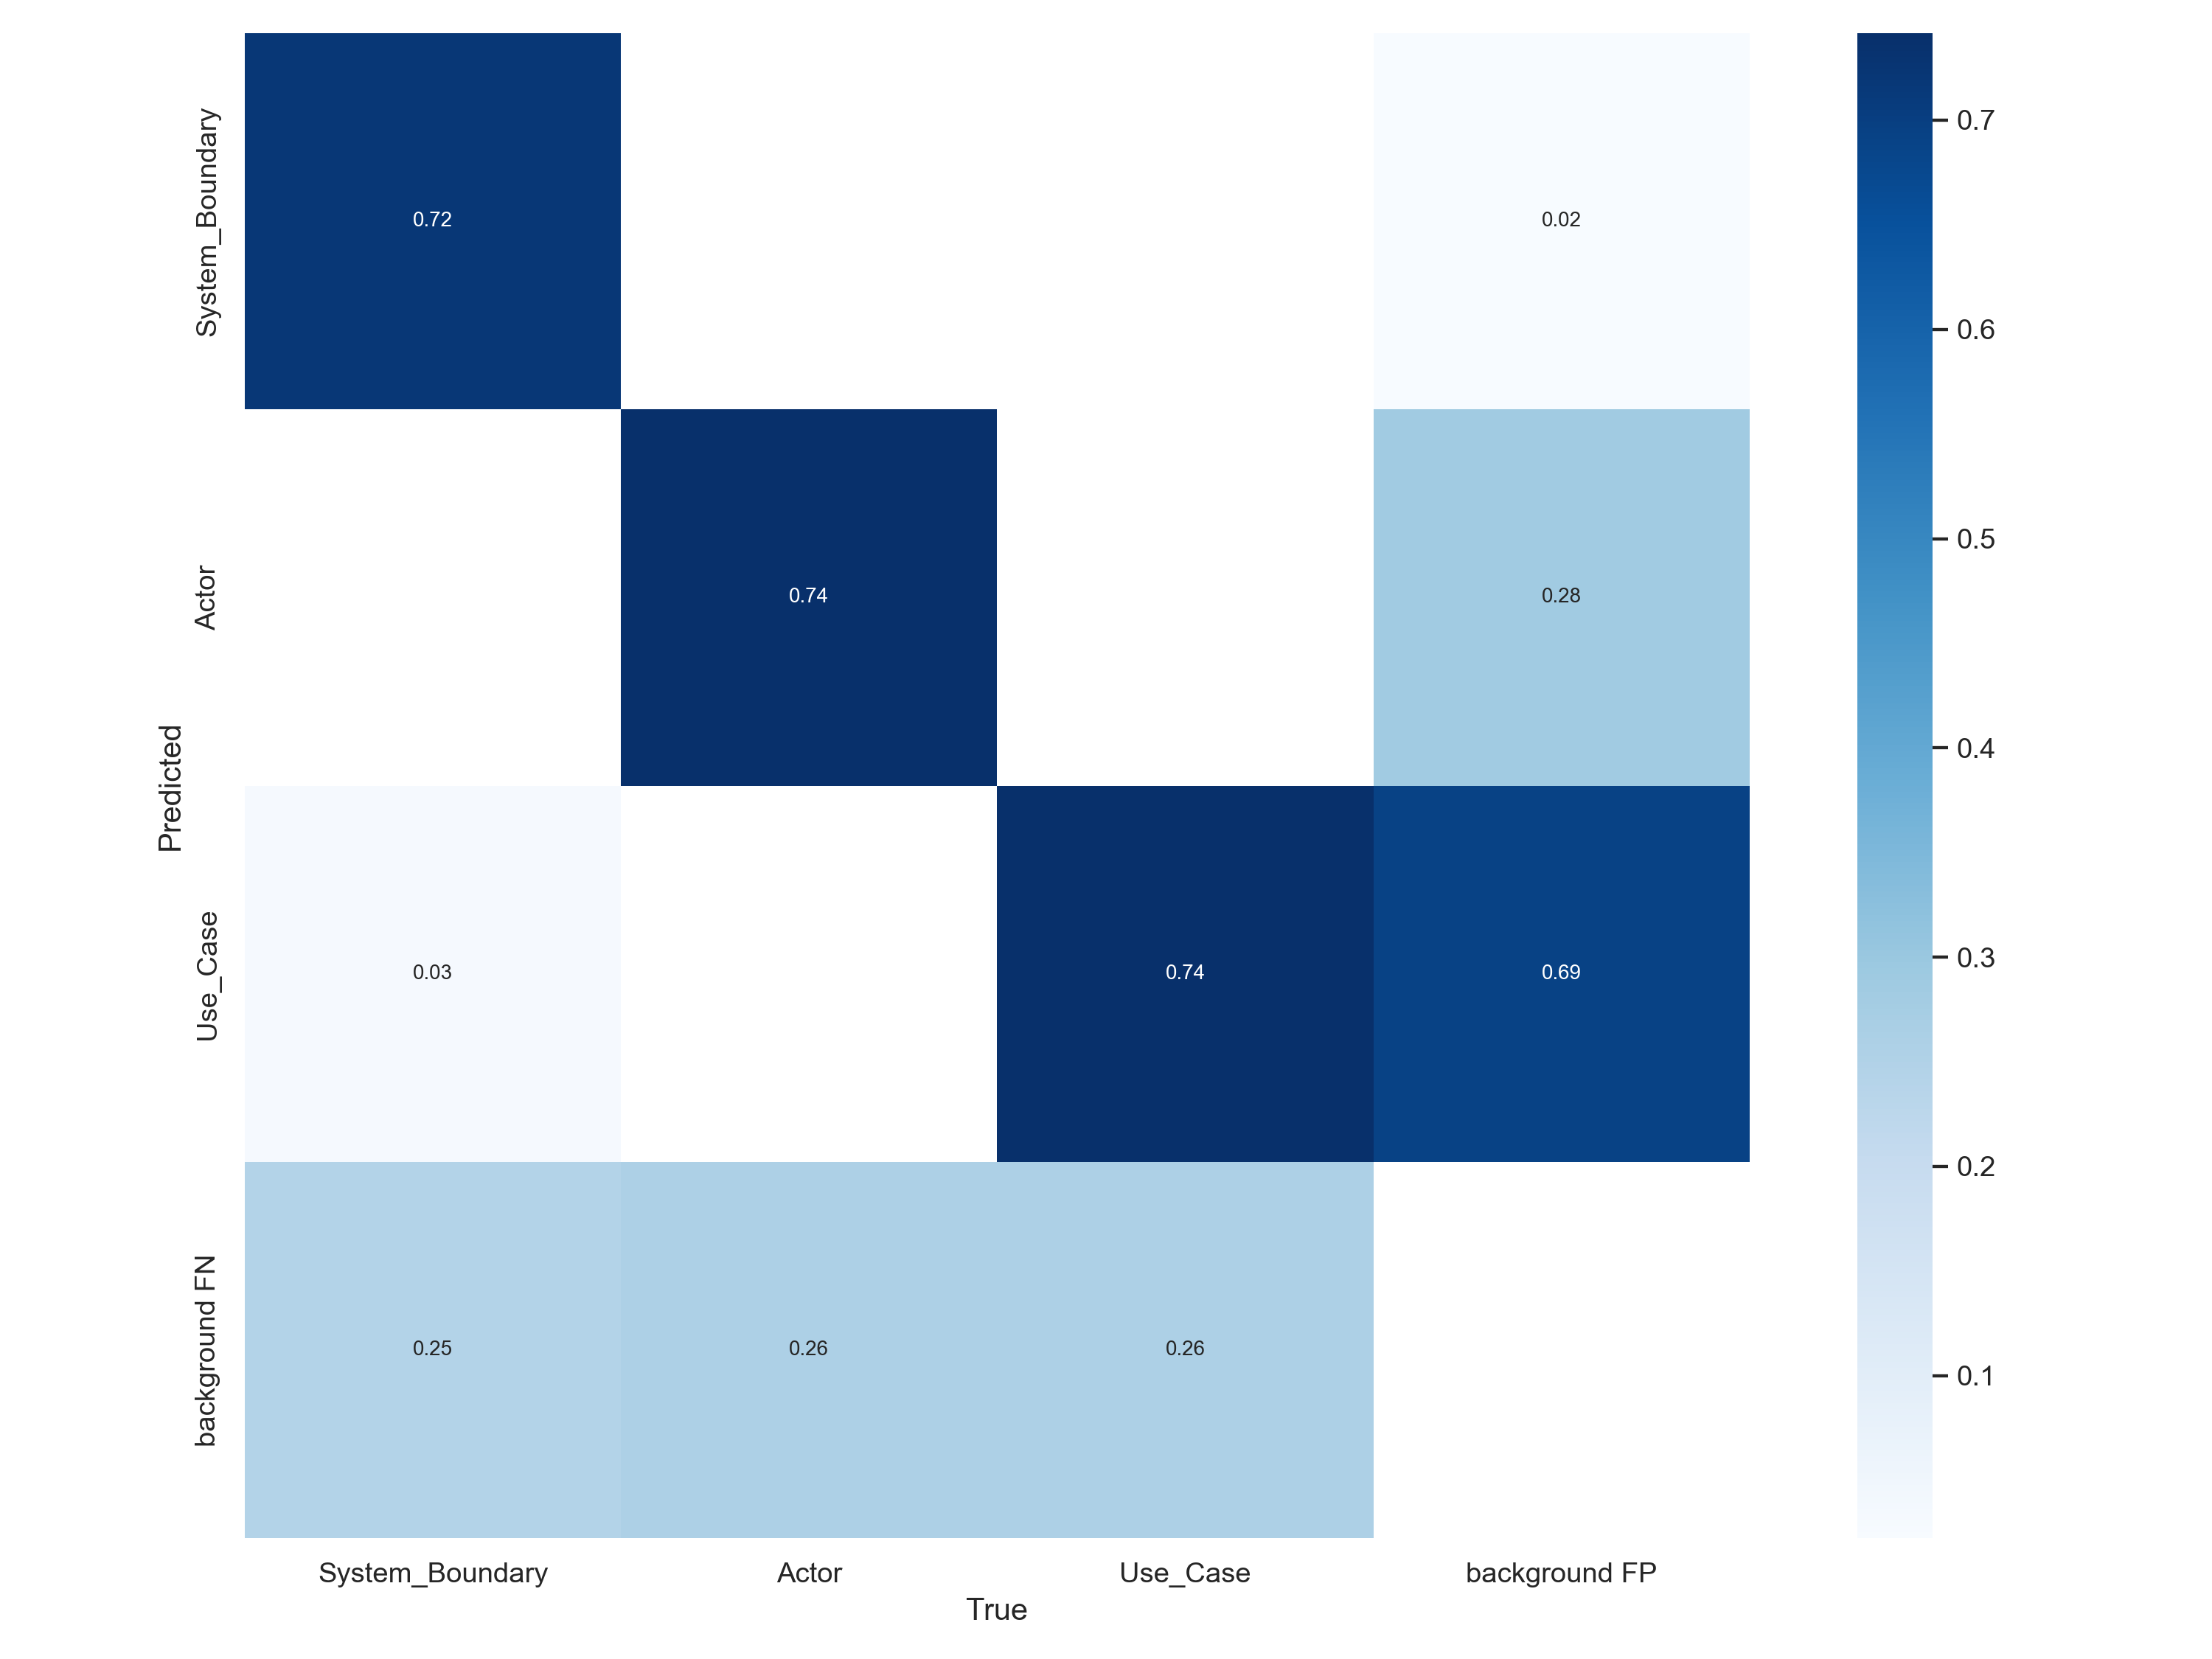 System_Boundary
Actor
Use_Case
background FN
Predicted
0.72
0.02
0.74
0.28
0.03
0.74
0.69
0.25
0.26
0.26
System_Boundary
Actor
Use_Case
background FP
True
0.7
0.6
0.5
0.4
0.3
0.2
0.1